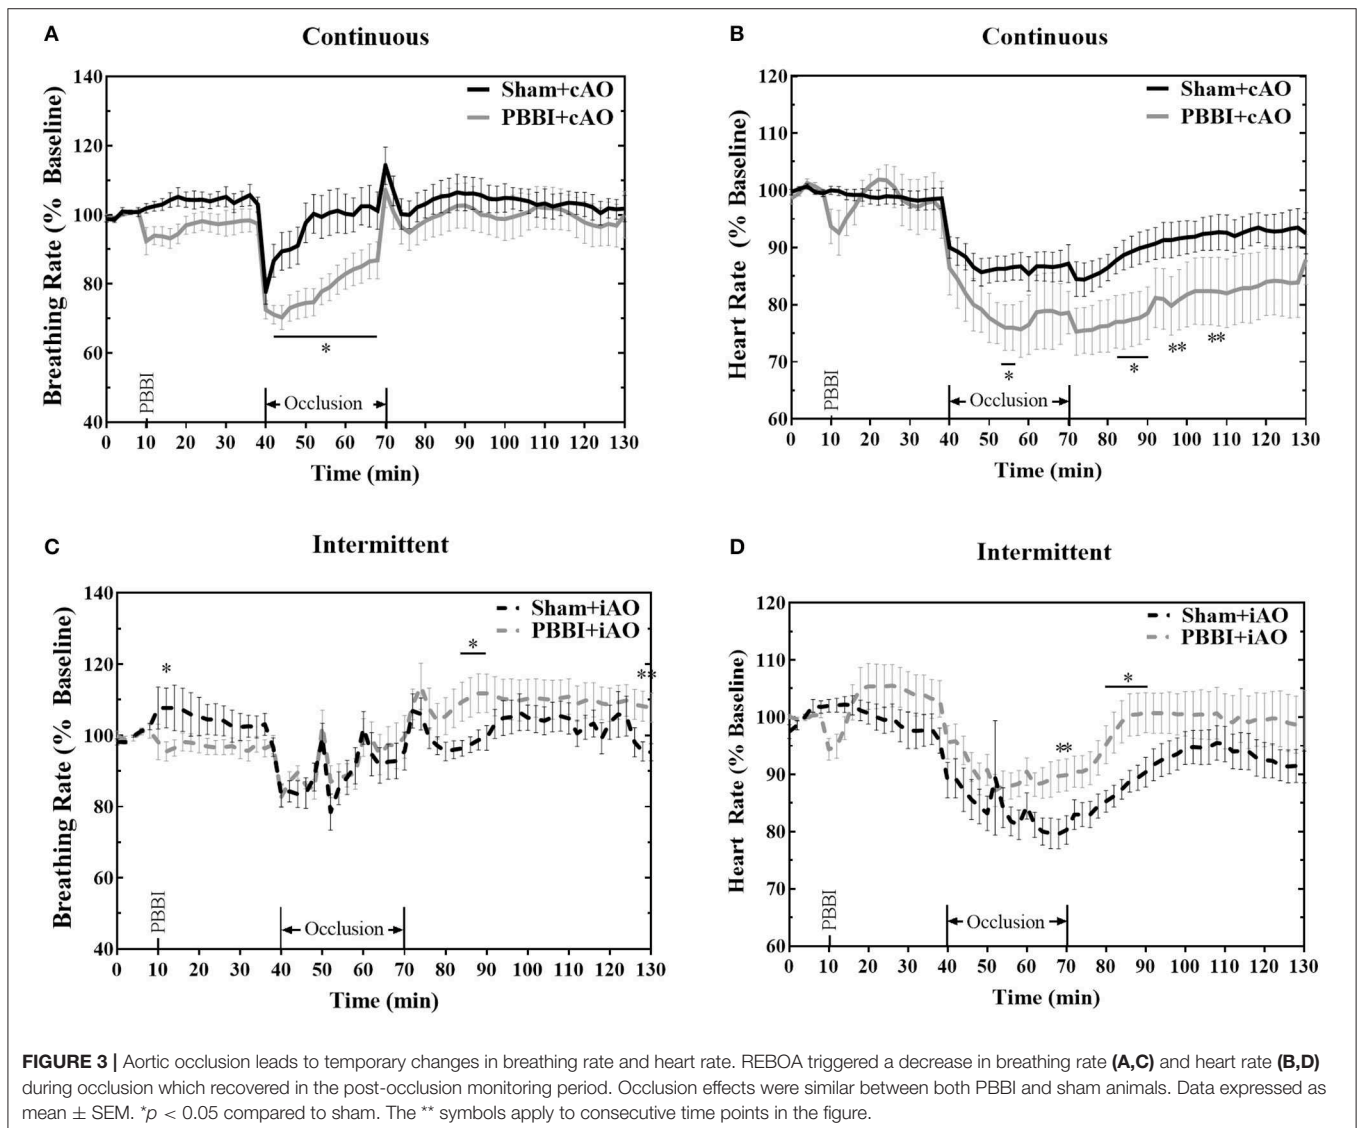 A
Continuous
Breathing Rate (% Baseline)
140
120
100
80
60
40
Sham+cAO
PBBI+cAO
*
PBBI
Occlusion
0 10 20 30 40 50 60 70 80 90 100 110 120 130
Time (min)
B
Continuous
Heart Rate (% Baseline)
120
110
100
90
80
70
60
Sham+cAO
PBBI+cAO
*
*
**
**
PBBI
Occlusion
0 10 20 30 40 50 60 70 80 90 100 110 120 130
Time (min)
C
Intermittent
Breathing Rate (% Baseline)
140
120
100
80
60
40
Sham+iAO
PBBI+iAO
*
*
**
PBBI
Occlusion
0 10 20 30 40 50 60 70 80 90 100 110 120 130
Time (min)
D
Intermittent
Heart Rate (% Baseline)
120
110
100
90
80
70
60
Sham+iAO
PBBI+iAO
**
*
PBBI
Occlusion
0 10 20 30 40 50 60 70 80 90 100 110 120 130
Time (min)
FIGURE 3 | Aortic occlusion leads to temporary changes in breathing rate and heart rate. REBOA triggered a decrease in breathing rate (A,C) and heart rate (B,D)
during occlusion which recovered in the post-occlusion monitoring period. Occlusion effects were similar between both PBBI and sham animals. Data expressed as
mean ± SEM. *p < 0.05 compared to sham. The ** symbols apply to consecutive time points in the figure.